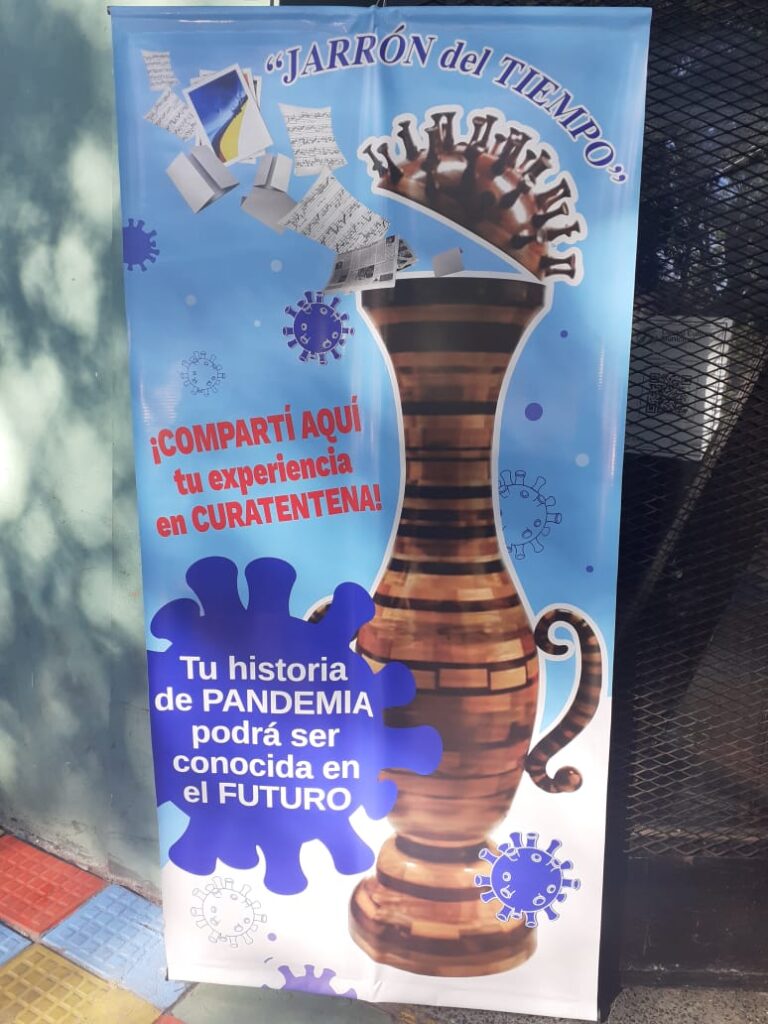 “JARRÓN del TIEMPO”
¡COMPARTÍ AQUÍ
tu experiencia
en CURATENTENA!
Tu historia
de PANDEMIA
podrá ser
conocida en
el FUTURO